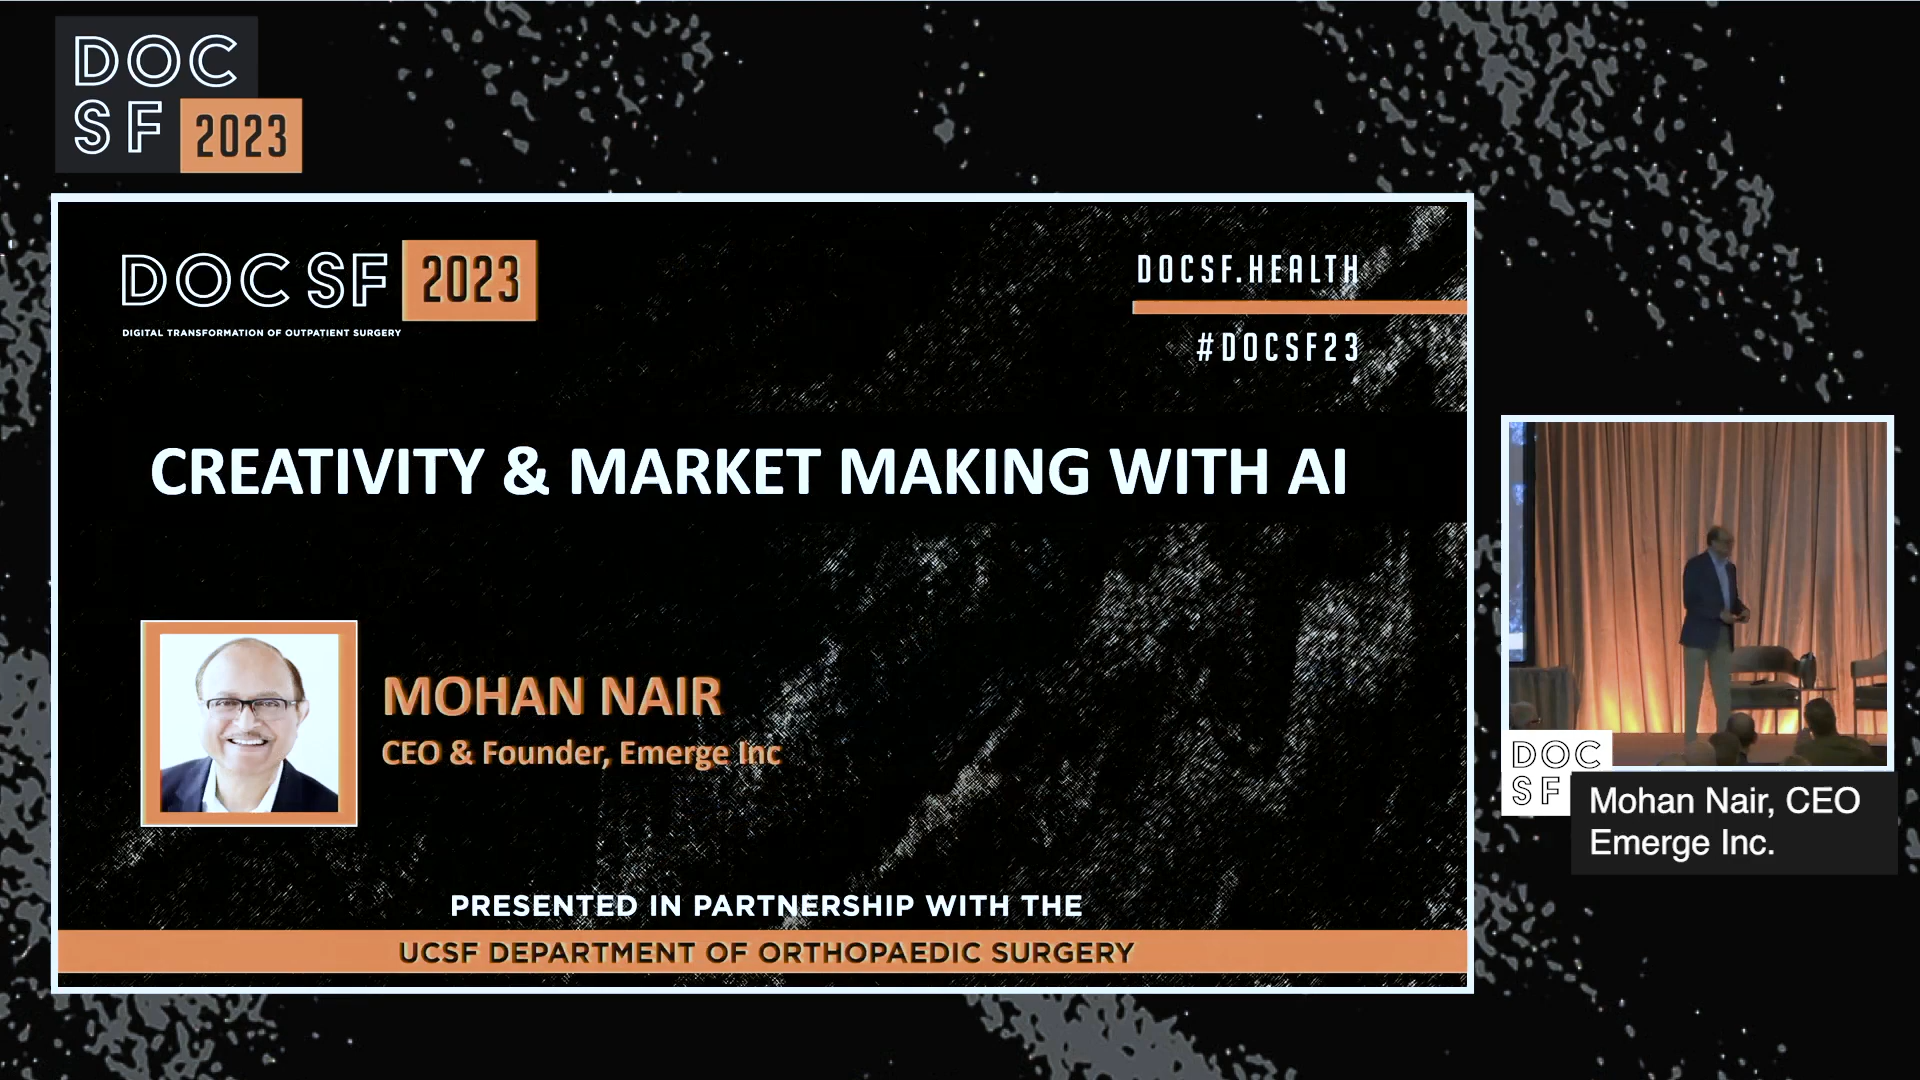 DOC
SF 2023
DOC SF 2023
DIGITAL TRANSFORMATION OF OUTPATIENT SURGERY
DOCSF.HEALTH
#DOCSF23
CREATIVITY & MARKET MAKING WITH AI
MOHAN NAIR
CEO & Founder, Emerge Inc
PRESENTED IN PARTNERSHIP WITH THE
UCSF DEPARTMENT OF ORTHOPAEDIC SURGERY
DOC
SF
Mohan Nair, CEO
Emerge Inc.